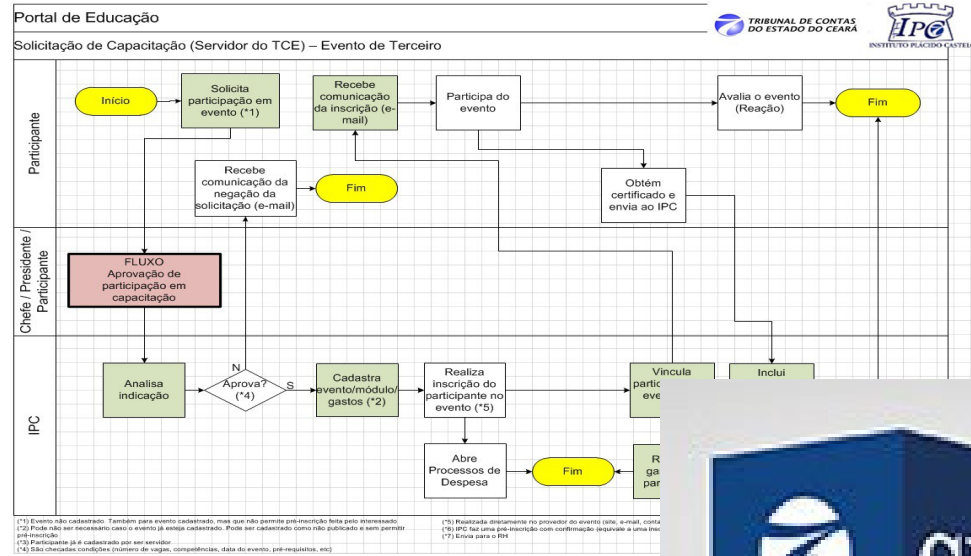 Portal de Educação
TRIBUNAL DE CONTAS
DO ESTADO DO CEARÁ
IPC
INSTITUTO PLÁCIDO CASTELO
Solicitação de Capacitação (Servidor do TCE) – Evento de Terceiro
Participante
Início
Solicita
participação em
evento (*1)
Recebe
comunicação
da inscrição (e-
mail)
Participa do
evento
Avalia o evento
(Reação)
Fim
Recebe
comunicação da
negação da
solicitação (e-mail)
Fim
Obtém
certificado e
envia ao IPC
Chefe / Presidente /
Participante
FLUXO
Aprovação de
participação em
capacitação
IPC
Analisa
indicação
N
Aprova?
(*4)
S
Cadastra
evento/módulo/
gastos (*2)
Realiza
inscrição do
participante no
evento (*5)
Vincula
Inclui
Abre
Processos de
Despesa
Fim
(*1) Evento não cadastrado. Também para evento cadastrado, mas que não permite pré-inscrição feita pelo interessado
(*2) Pode não ser necessário caso o evento já esteja cadastrado. Pode ser cadastrado como não publicado e sem permitir
pré-inscrição
(*3) Participante já é cadastrado por ser servidor
(*4) São checadas condições (número de vagas, competências, data do evento, pré-requisitos, etc)
(*5) Realizada diretamente no provedor do evento (site, e-mail,
(*6) IPC faz uma pré-inscrição com confirmação (equivale a uma
(*7) Envia para o RH